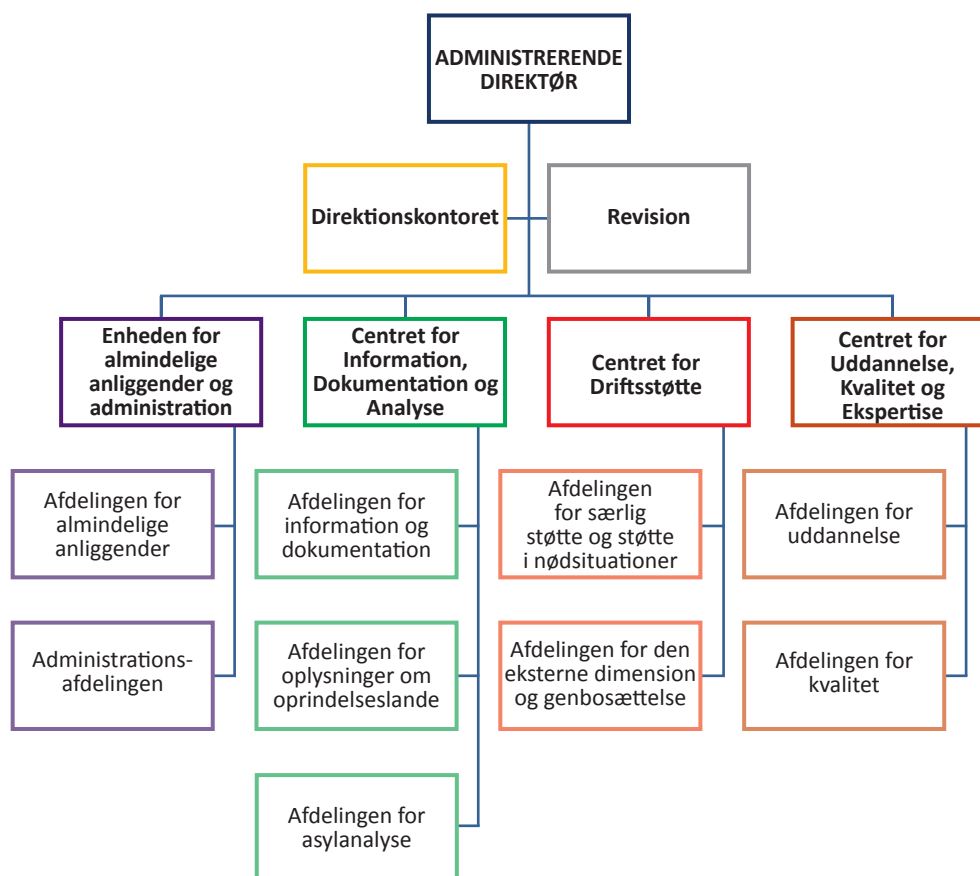 ADMINISTRERENDE
DIREKTØR
Direktionskontoret
Revision
Enheden for
almindelige
anliggender og
administration
Centret for
Information,
Dokumentation og
Analyse
Centret for
Driftsstøtte
Centret for
Uddannelse,
Kvalitet og
Ekspertise
Afdelingen for
almindelige
anliggender
Afdelingen for
information og
dokumentation
Afdelingen
for særlig
støtte og støtte
i nødsituationer
Afdelingen for
uddannelse
Administrations-
afdelingen
Afdelingen for
oplysninger om
oprindelseslande
Afdelingen for den
eksterne dimension
og genbosættelse
Afdelingen for
kvalitet
Afdelingen for
asylanalyse